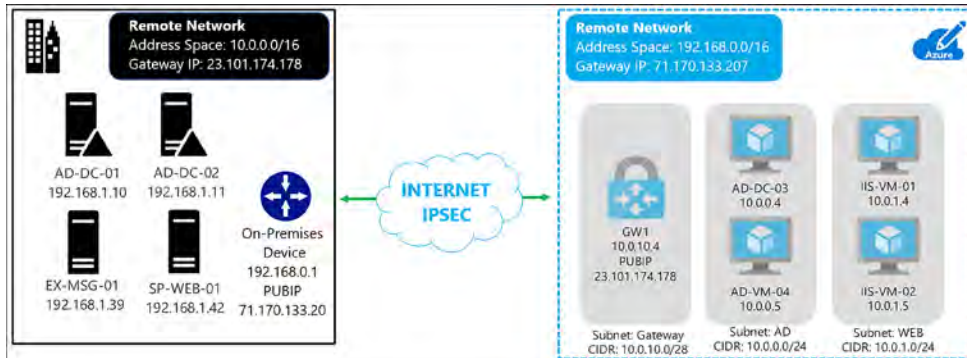 Remote Network
Address Space: 10.0.0.0/16
Gateway IP: 23.101.174.178
AD-DC-01
192.168.1.10
AD-DC-02
192.168.1.11
EX-MSG-01
192.168.1.39
SP-WEB-01
192.168.1.42
On-Premises
Device
192.168.0.1
PUBIP
71.170.133.20
INTERNET
IPSEC
Remote Network
Address Space: 192.168.0.0/16
Gateway IP: 71.170.133.207
Azure
GW1
10.0.10.4
PUBIP
23.101.174.178
Subnet: Gateway
CIDR: 10.0.10.0/28
AD-DC-03
10.0.0.4
AD-VM-04
10.0.0.5
Subnet: AD
CIDR: 10.0.0.0/24
IIS-VM-01
10.0.1.4
IIS-VM-02
10.0.1.5
Subnet: WEB
CIDR: 10.0.1.0/24